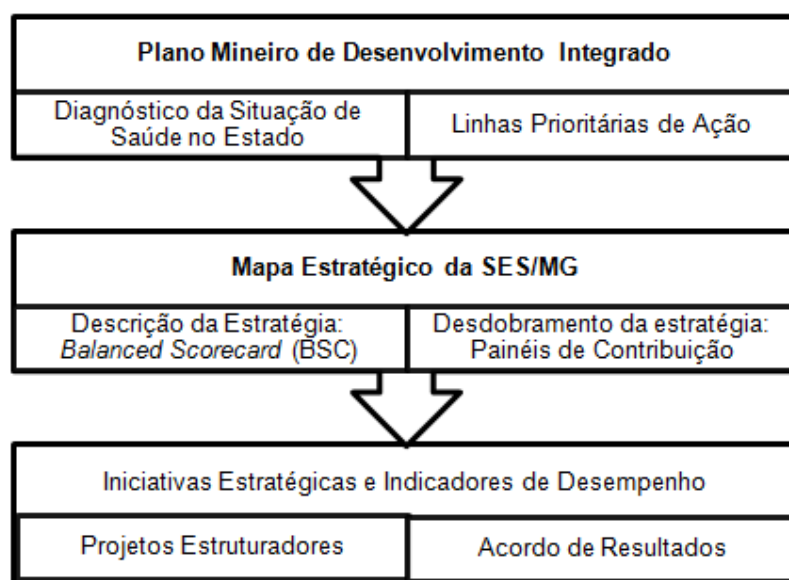 Plano Mineiro de Desenvolvimento Integrado
Diagnóstico da Situação de
Saúde no Estado
Linhas Prioritárias de Ação
Mapa Estratégico da SES/MG
Descrição da Estratégia:
Balanced Scorecard (BSC)
Desdobramento da estratégia:
Painéis de Contribuição
Iniciativas Estratégicas e Indicadores de Desempenho
Projetos Estruturadores
Acordo de Resultados